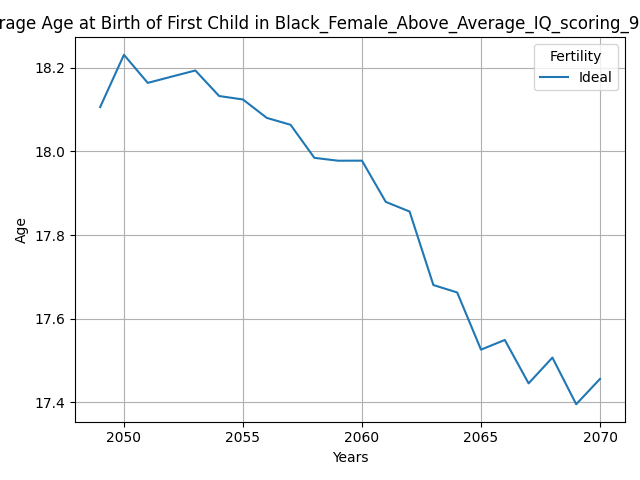 Average Age at Birth of First Child in Black_Female_Above_Average_IQ_scoring_9
Fertility
Ideal
18.2
18.0
17.8
17.6
17.4
Age
2050 2055 2060 2065 2070
Years